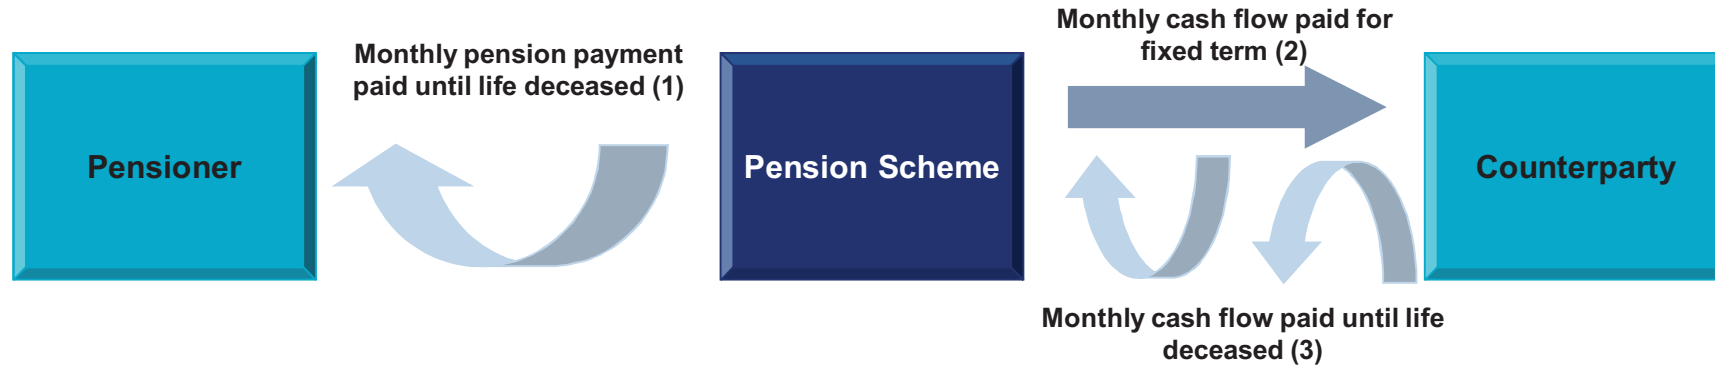 Pensioner
Monthly pension payment
paid until life deceased (1)
Pension Scheme
Monthly cash flow paid for
fixed term (2)
Monthly cash flow paid until life
deceased (3)
Counterparty